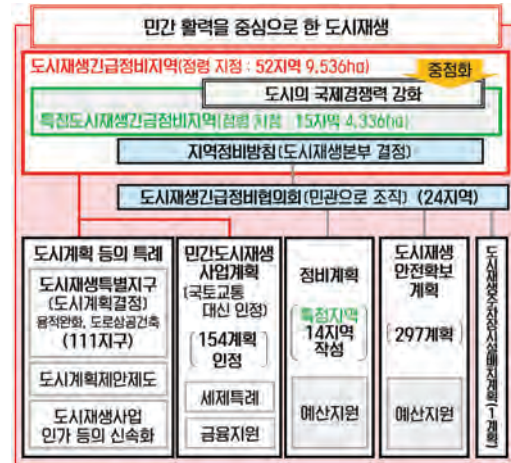 민간 활력을 중심으로 한 도시재생
도시재생긴급정비지역(정령 지정 : 52지역 9,536ha)
중점화
도시의 국제경쟁력 강화
특정도시재생긴급정비지역(정령 지정 : 15지역 4,336ha)
지역정비방침(도시재생본부 결정)
도시재생긴급정비협의회(민관으로 조직) (24지역)
도시계획 등의 특례
도시재생특별지구
(도시계획결정)
용적완화, 도로상공건축
(111지구)
도시계획제안제도
도시재생사업
인가 등의 신속화
민간도시재생
사업계획
(국토교통
대신 인정)
154계획
인정
세제특례
금융지원
정비계획
특정지역
14지역
작성
예산지원
도시재생
안전확보
계획
297계획
예산지원
도시재생주차장시설배치계획(1계획)